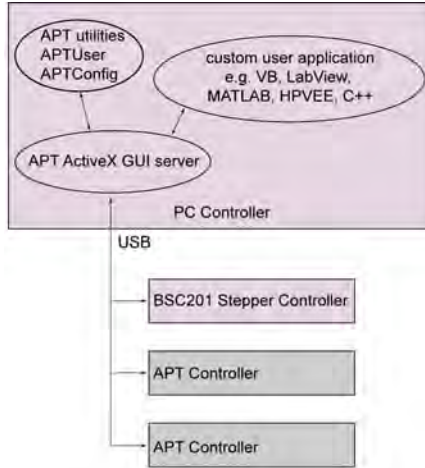 APT utilities
APTUser
APTConfig
custom user application
e.g. VB, LabView,
MATLAB, HPVEE, C++
APT ActiveX GUI server
PC Controller
USB
BSC201 Stepper Controller
APT Controller
APT Controller